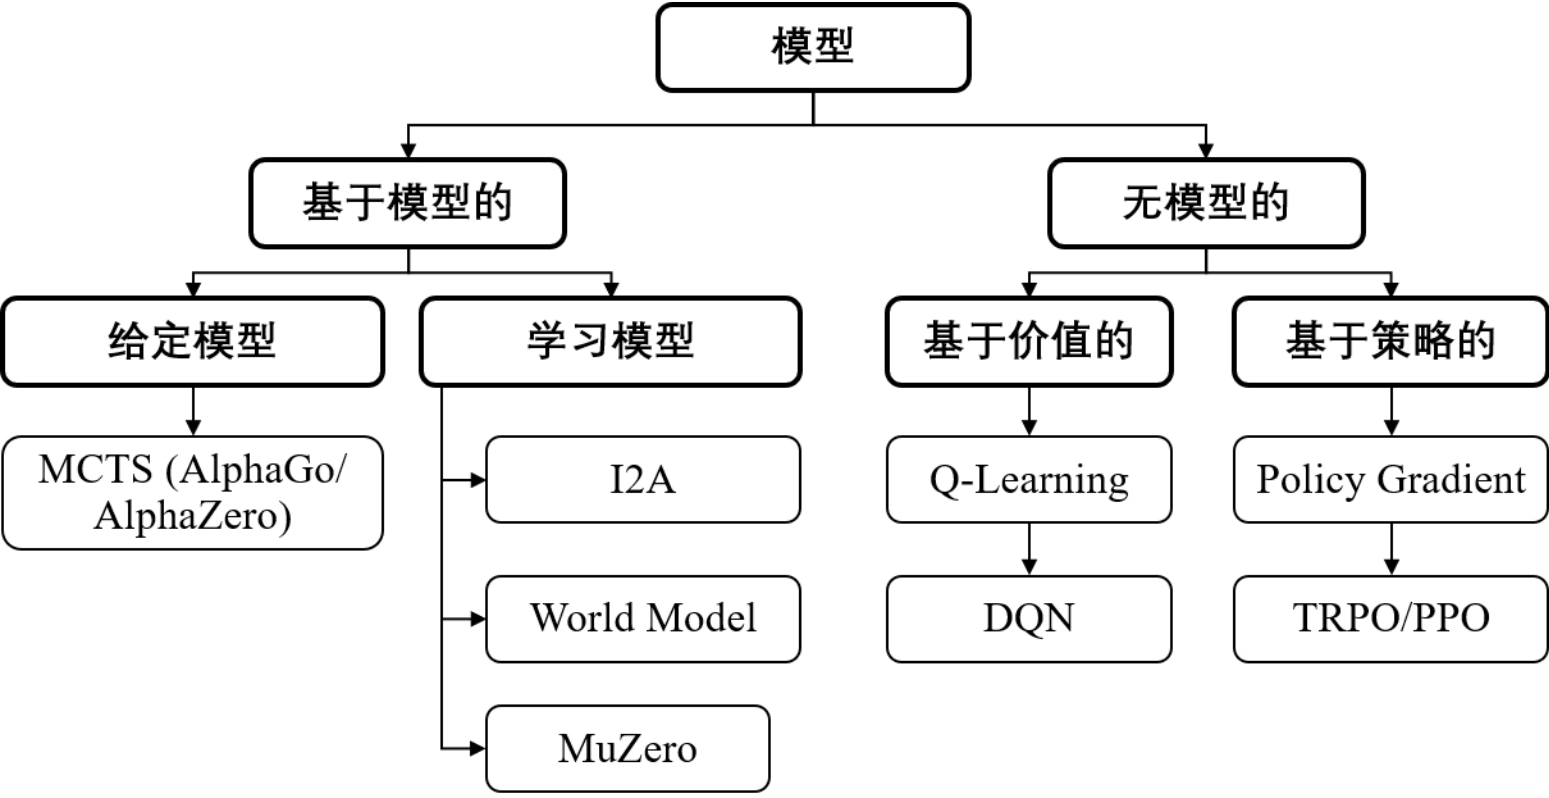 模型
基于模型的
无模型的
给定模型
学习模型
基于价值的
基于策略的
MCTS (AlphaGo/
AlphaZero)
I2A
Q-Learning
Policy Gradient
World Model
DQN
TRPO/PPO
MuZero